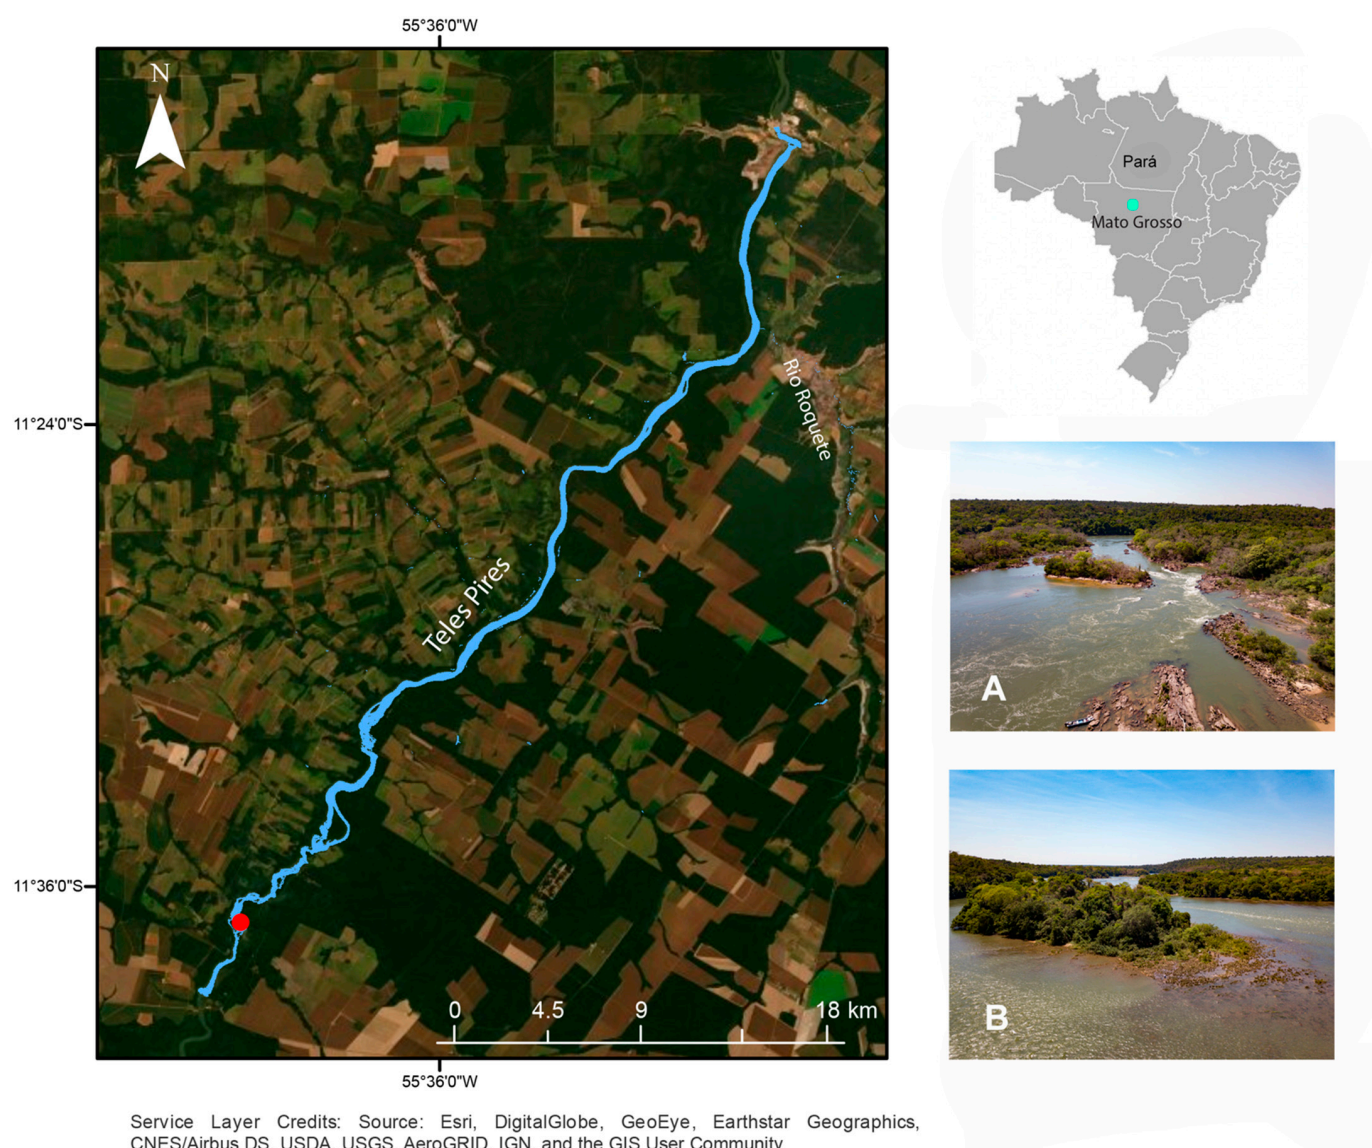 55°36'0"W
N
Pará
Mato Grosso
Rio Roquete
11°24'0"S
Teles Pires
A
11°36'0"S
0 4.5 9 18 km
B
55°36'0"W
Service Layer Credits: Source: Esri, DigitalGlobe, GeoEye, Earthstar Geographics,
CNES/Airbus DS, USDA, USGS, AeroGRID, IGN, and the GIS User Community